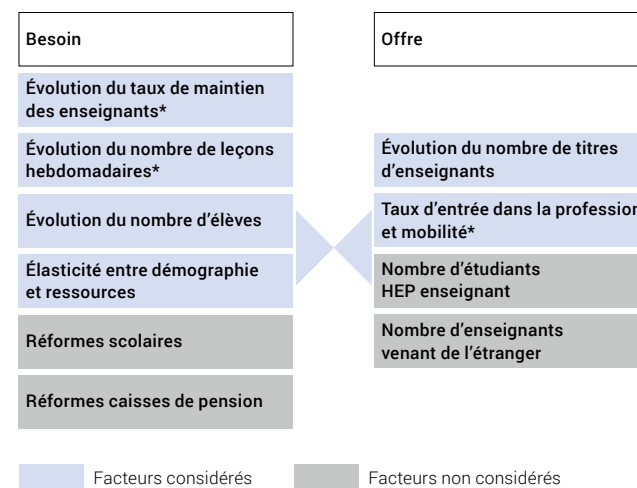 Besoin
Évolution du taux de maintien
des enseignants*
Évolution du nombre de leçons
hebdomadaires*
Évolution du nombre d'élèves
Élasticité entre démographie
et ressources
Réformes scolaires
Réformes caisses de pension
Offre
Évolution du nombre de titres
d'enseignants
Taux d'entrée dans la profession
et mobilité*
Nombre d'étudiants
HEP enseignant
Nombre d'enseignants
venant de l'étranger
Facteurs considérés
Facteurs non considérés